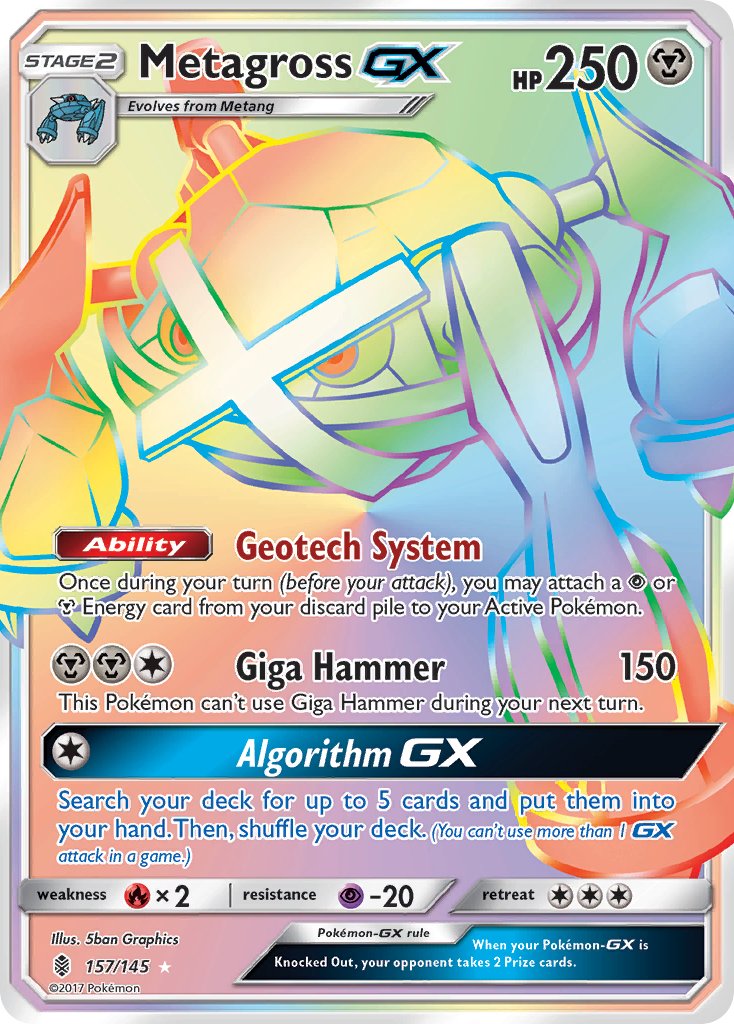 STAGE2 Metagross GX HP 250
Evolves from Metang
Ability Geotech System
Once during your turn (before your attack), you may attach a or
Energy card from your discard pile to your Active Pokémon.
Giga Hammer 150
This Pokémon can't use Giga Hammer during your next turn.
Algorithm GX
Search your deck for up to 5 cards and put them into
your hand. Then, shuffle your deck. (You can't use more than 1 GX
attack in a game.)
weakness × 2 resistance -20 retreat
Illus. 5ban Graphics
Pokémon-GX rule
When your Pokémon-GX is
Knocked Out, your opponent takes 2 Prize cards.
157/145
©2017 Pokémon